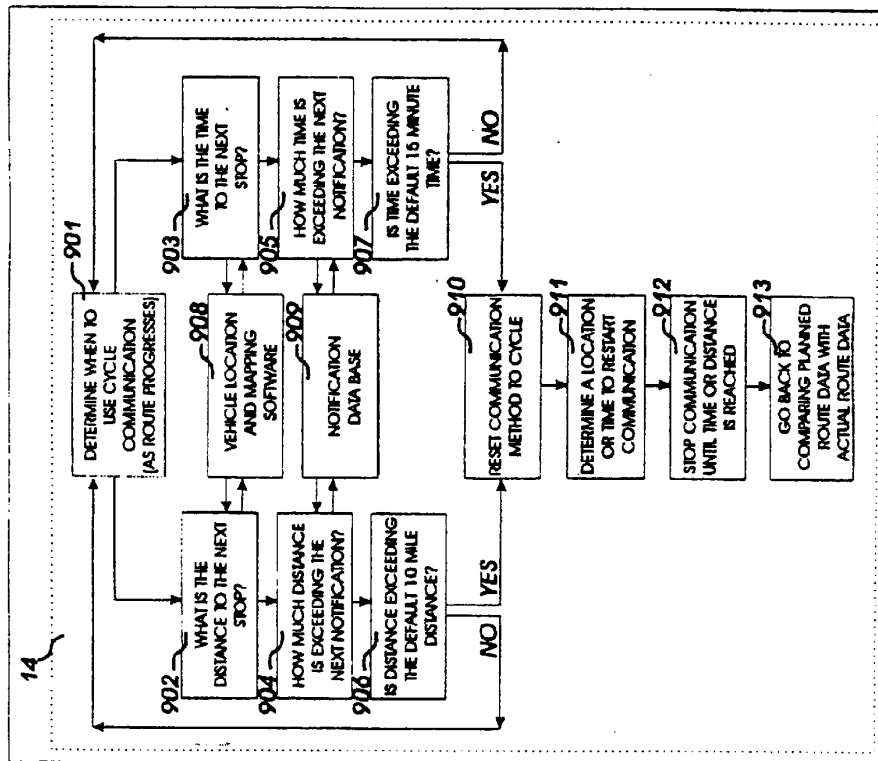 14
901
DETERMINE WHEN TO
USE CYCLE
COMMUNICATION
(AS ROUTE PROGRESSES)
902
WHAT IS THE
DISTANCE TO THE NEXT
STOP?
908
VEHICLE LOCATION
AND MAPPING
SOFTWARE
903
WHAT IS THE TIME
TO THE NEXT
STOP?
904
HOW MUCH DISTANCE
IS EXCEEDING THE
NEXT NOTIFICATION?
909
NOTIFICATION
DATA BASE
905
HOW MUCH TIME IS
EXCEEDING THE NEXT
NOTIFICATION?
906
IS DISTANCE EXCEEDING
THE DEFAULT 10 MILE
DISTANCE?
907
IS TIME EXCEEDING
THE DEFAULT 15 MINUTE
TIME?
NO
YES
YES
NO
910
RESET COMMUNICATION
METHOD TO CYCLE
911
DETERMINE A LOCATION
OR TIME TO RESTART
COMMUNICATION
912
STOP COMMUNICATION
UNTIL TIME OR DISTANCE
IS REACHED
913
GO BACK TO
COMPARING PLANNED
ROUTE DATA WITH
ACTUAL ROUTE DATA